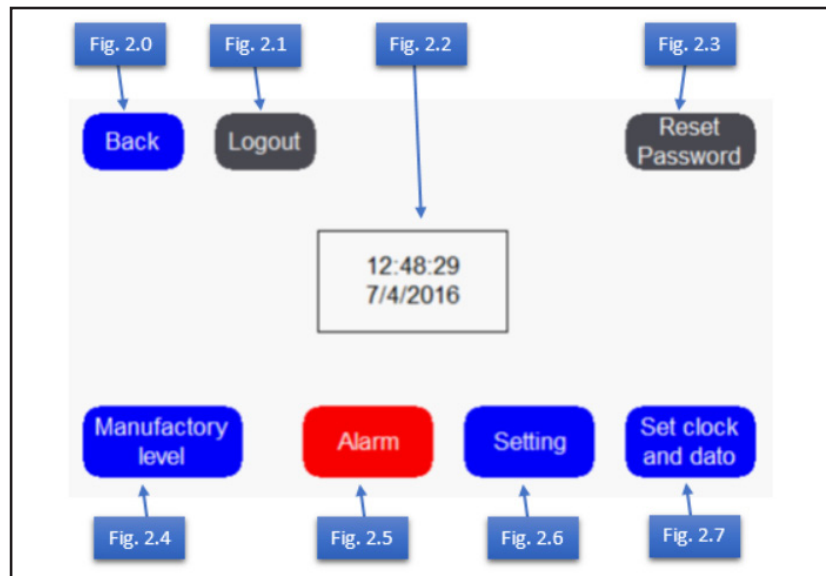 Fig. 2.0
Fig. 2.1
Fig. 2.2
Fig. 2.3
Back
Logout
Reset
Password
12:48:29
7/4/2016
Manufactory
level
Alarm
Setting
Set clock
and dato
Fig. 2.4
Fig. 2.5
Fig. 2.6
Fig. 2.7